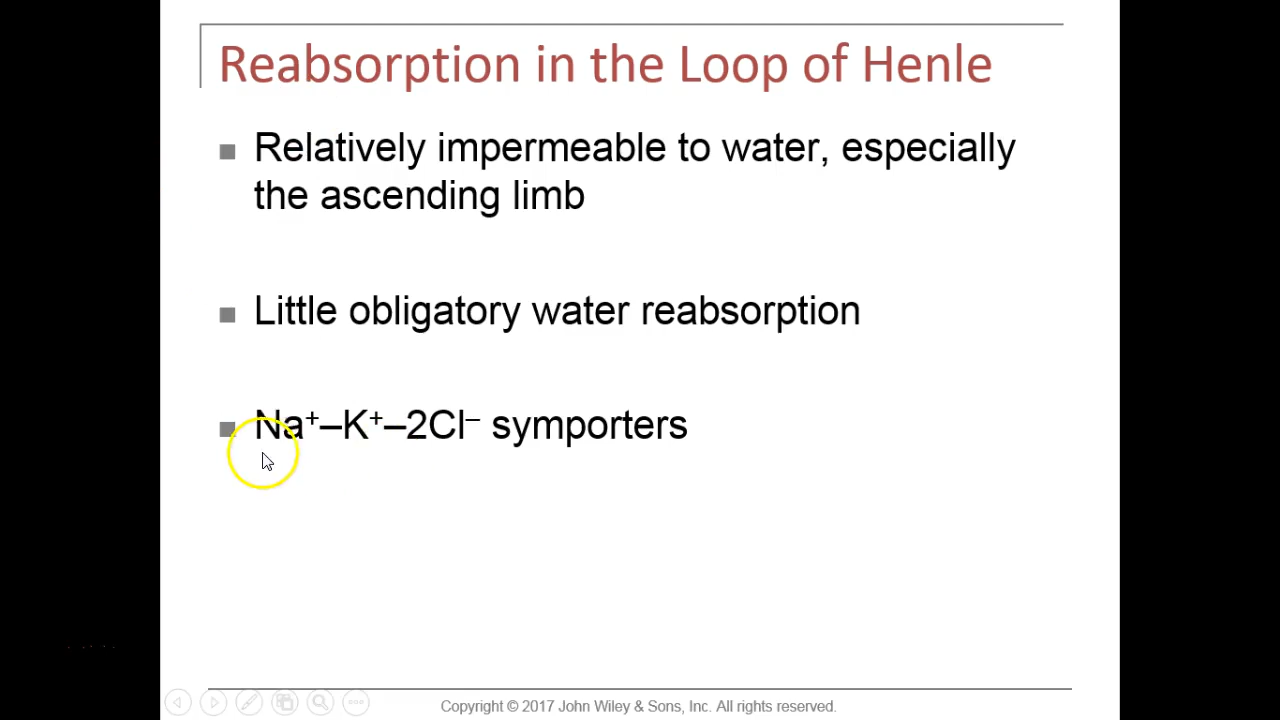 Reabsorption in the Loop of Henle
Relatively impermeable to water, especially
the ascending limb
Little obligatory water reabsorption
Na⁺–K⁺–2Cl⁻ symporters
Copyright © 2017 John Wiley & Sons, Inc. All rights reserved.